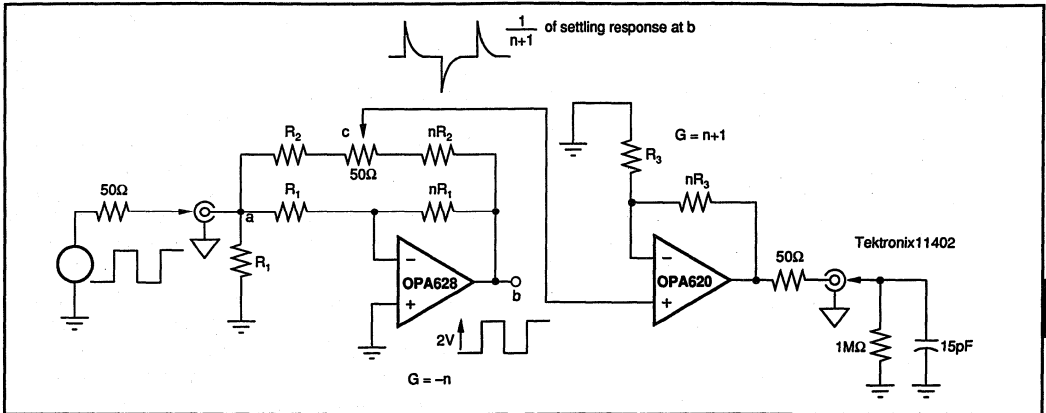 1
n+1
of settling response at b
R2
c
nR2
50Ω
G = n+1
R3
nR3
50Ω
R1
nR1
a
R1
−
+
OPA628
b
2V
G = –n
−
+
OPA620
50Ω
Tektronix11402
1MΩ
15pF